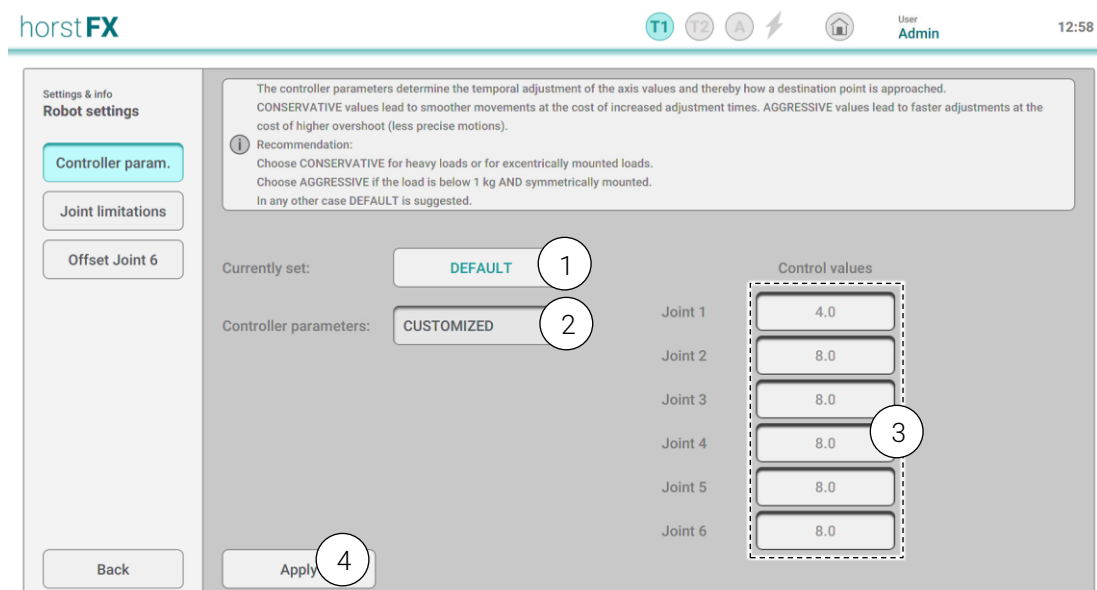 horstFX
T1 T2 A
User
Admin
12:58
Settings & info
Robot settings
Controller param.
Joint limitations
Offset Joint 6
Back
The controller parameters determine the temporal adjustment of the axis values and thereby how a destination point is approached.
CONSERVATIVE values lead to smoother movements at the cost of increased adjustment times. AGGRESSIVE values lead to faster adjustments at the
cost of higher overshoot (less precise motions).
i Recommendation:
Choose CONSERVATIVE for heavy loads or for excentrically mounted loads.
Choose AGGRESSIVE if the load is below 1 kg AND symmetrically mounted.
In any other case DEFAULT is suggested.
Currently set: DEFAULT 1
Controller parameters: CUSTOMIZED 2
Control values
Joint 1 4.0
Joint 2 8.0
Joint 3 8.0
3
Joint 4 8.0
Joint 5 8.0
Joint 6 8.0
Apply 4